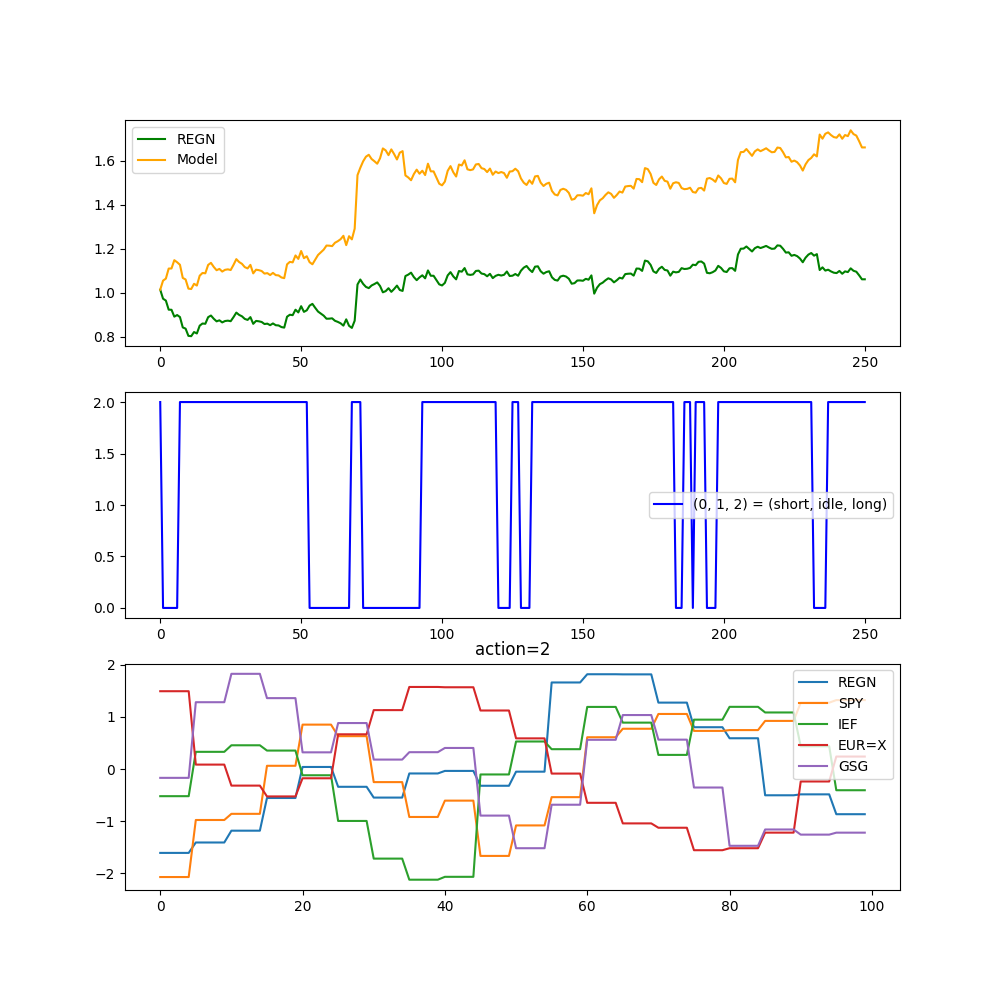 REGN
Model
1.6
1.4
1.2
1.0
0.8
0 50 100 150 200 250
2.0
1.5
1.0
0.5
0.0
(0, 1, 2) = (short, idle, long)
0 50 100 150 200 250
action=2
2
1
0
−1
−2
REGN
SPY
IEF
EUR=X
GSG
0 20 40 60 80 100